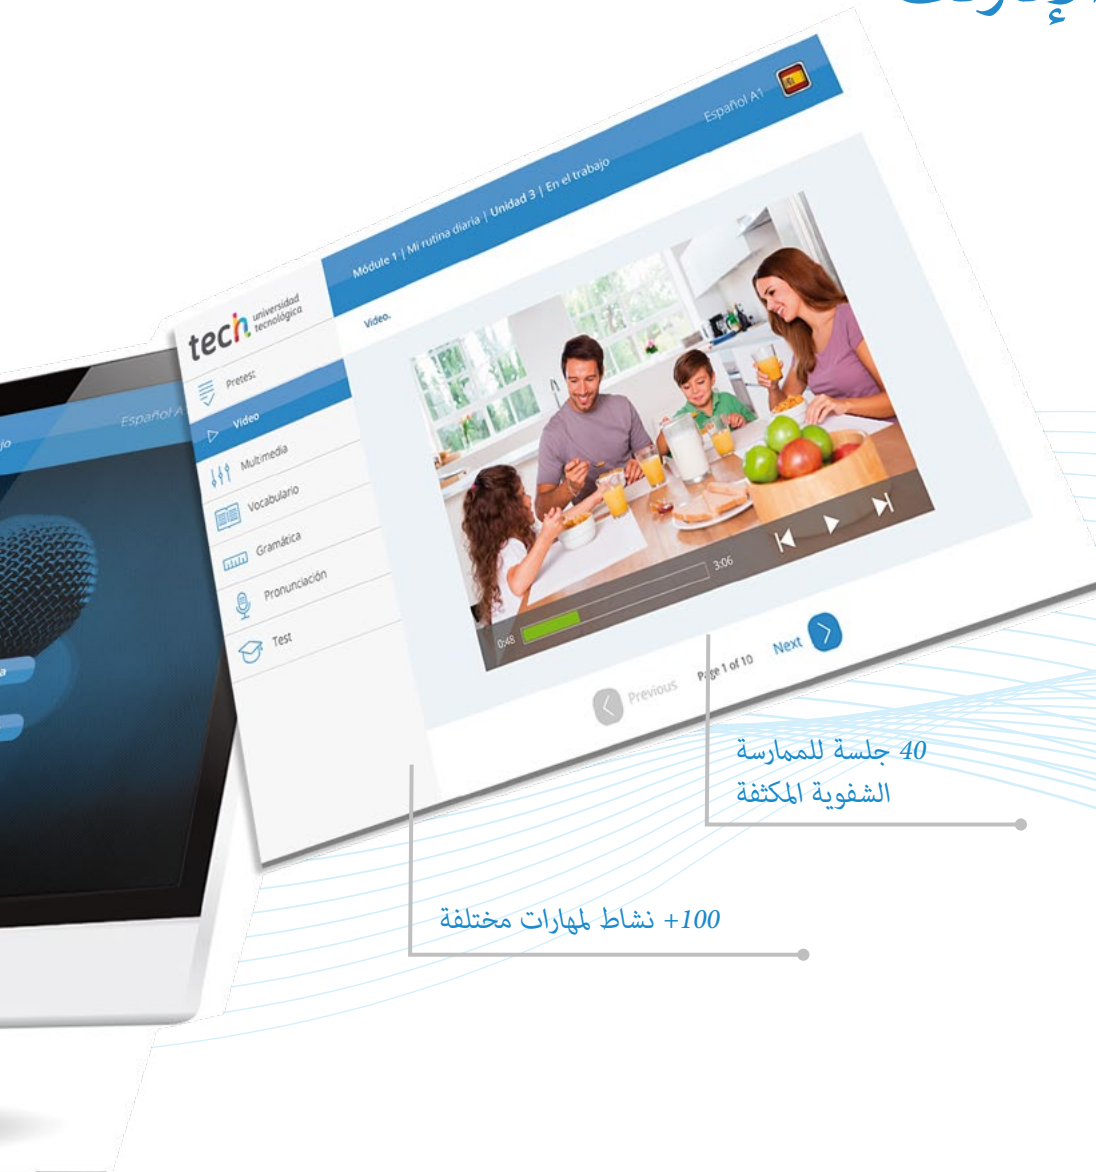 Español A1
Módulo 1 | Mi rutina diaria | Unidad 3 | En el trabajo
tech universidad
tecnológica
Video.
Pretest
Video
Multimedia
Vocabulario
Gramática
Pronunciación
Test
0:48
3:06
Previous
Page 1 of 10
Next
Español A
40 جلسة للممارسة
الشفوية المكثفة
100+ نشاط لمهارات مختلفة